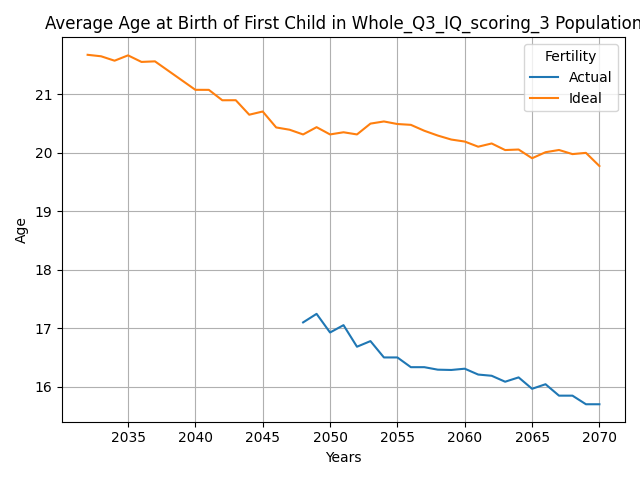 Average Age at Birth of First Child in Whole_Q3_IQ_scoring_3 Population
Fertility
Actual
Ideal
Age
21
20
19
18
17
16
2035 2040 2045 2050 2055 2060 2065 2070
Years